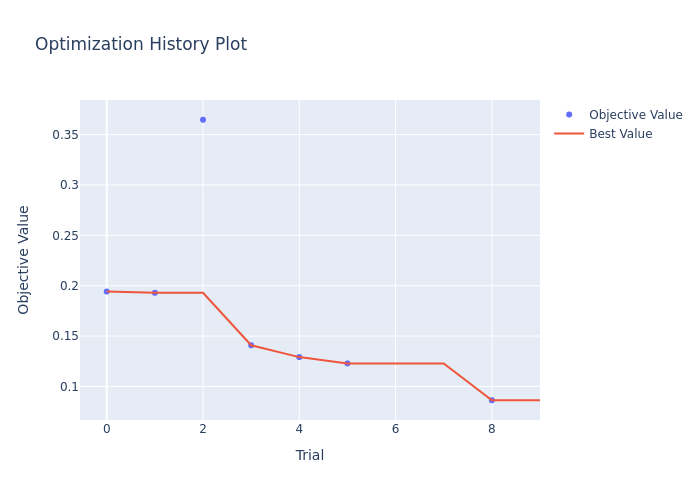 Optimization History Plot
Objective Value
Best Value
0.35
0.3
0.25
0.2
0.15
0.1
Objective Value
0 2 4 6 8
Trial